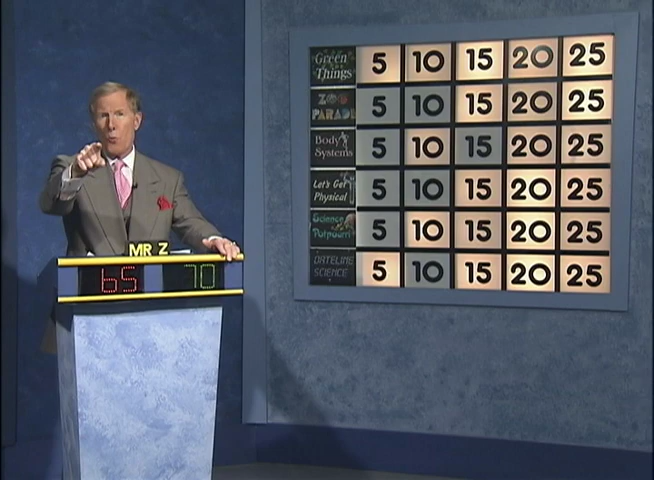 Green Things 5 10 15 20 25
ZOO PARADE 5 10 15 20 25
Body Systems 5 10 15 20 25
Let's Get Physical 5 10 15 20 25
Science Potpourri 5 10 15 20 25
DATELINE SCIENCE 5 10 15 20 25
MR Z
65 70